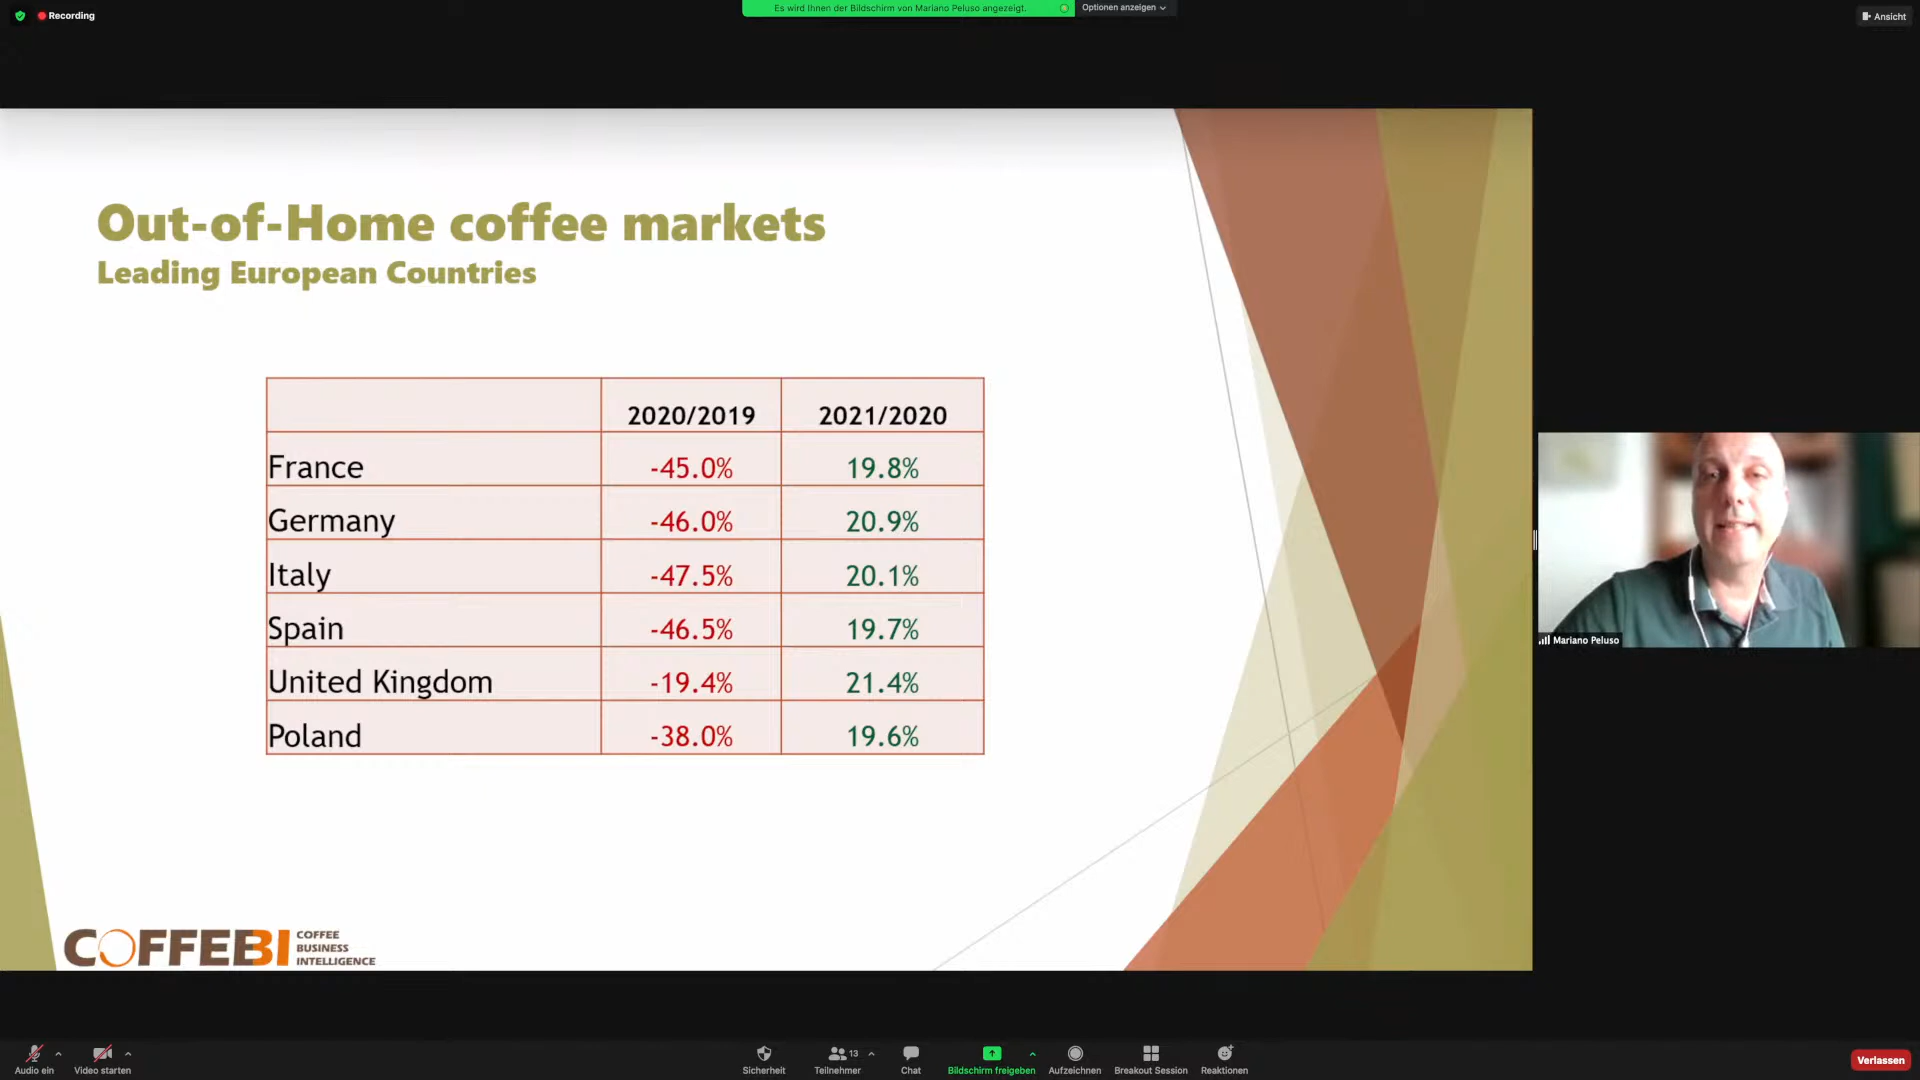 Recording
Es wird Ihnen der Bildschirm von Mariano Peluso angezeigt.
Optionen anzeigen
Ansicht
Out-of-Home coffee markets
Leading European Countries
2020/2019 2021/2020
France -45.0% 19.8%
Germany -46.0% 20.9%
Italy -47.5% 20.1%
Spain -46.5% 19.7%
United Kingdom -19.4% 21.4%
Poland -38.0% 19.6%
Mariano Peluso
COFFEEBI
COFFEE
BUSINESS
INTELLIGENCE
Audio ein
Video starten
Sicherheit
13
Teilnehmer
Chat
Bildschirm freigeben
Aufzeichnen
Breakout Session
Reaktionen
Verlassen